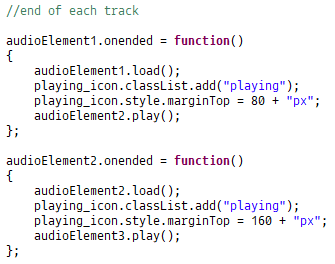 //end of each track

audioElement1.onended = function()
{
    audioElement1.load();
    playing_icon.classList.add("playing");
    playing_icon.style.marginTop = 80 + "px";
    audioElement2.play();
};

audioElement2.onended = function()
{
    audioElement2.load();
    playing_icon.classList.add("playing");
    playing_icon.style.marginTop = 160 + "px";
    audioElement3.play();
};